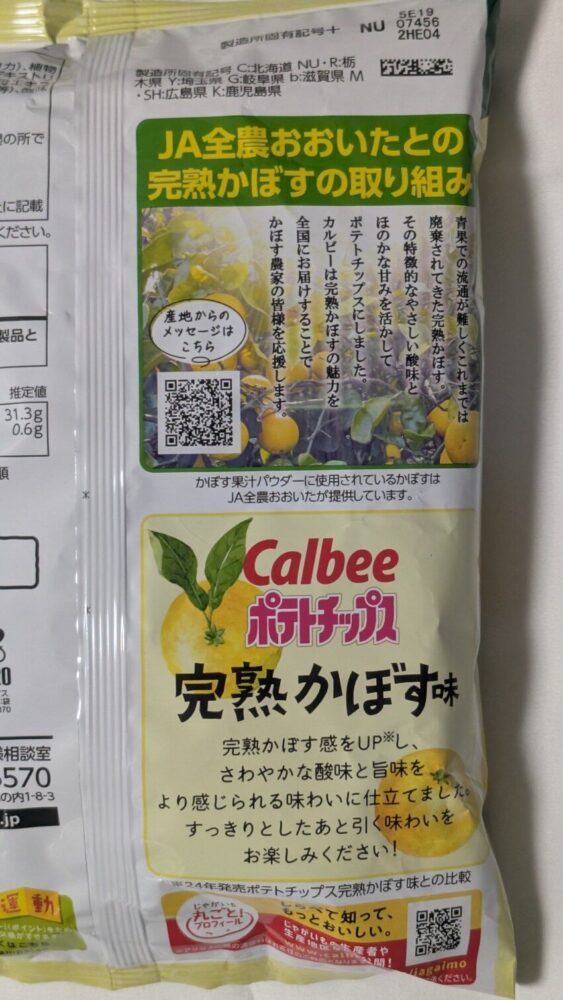 製造所固有記号+ NU
5E19
07456
2HE04
製造所固有記号 C:北海道 NU・R:栃
木県 Y:埼玉県 G:岐阜県 b:滋賀県 M
・SH:広島県 K:鹿児島県
JA全農おおいたとの
完熟かぼすの取り組み
青果での流通が難しくこれまでは
廃棄されてきた完熟かぼす。
その特徴的なやさしい酸味と
ほのかな甘みを活かして
ポテトチップスにしました。
カルビーは完熟かぼすの魅力を
全国にお届けすることで
かぼす農家の皆様を応援します。
産地からの
メッセージは
こちら
かぼす果汁パウダーに使用されているかぼすは
JA全農おおいたが提供しています。
Calbee
ポテトチップス
完熟かぼす味
完熟かぼす感をUP※し、
さわやかな酸味と旨味を
より感じられる味わいに仕立てました。
すっきりとしたあと引く味わいを
お楽しみください!
※24年発売ポテトチップス完熟かぼす味との比較
じゃがいも
丸ごと!
プロフィール
知って、
もっとおいしい。
じゃがいもの生産者や
の所で
に記載
ください。
製品と
推定値
31.3g
0.6g
相談室
570
の内1-8-3
.jp
運動